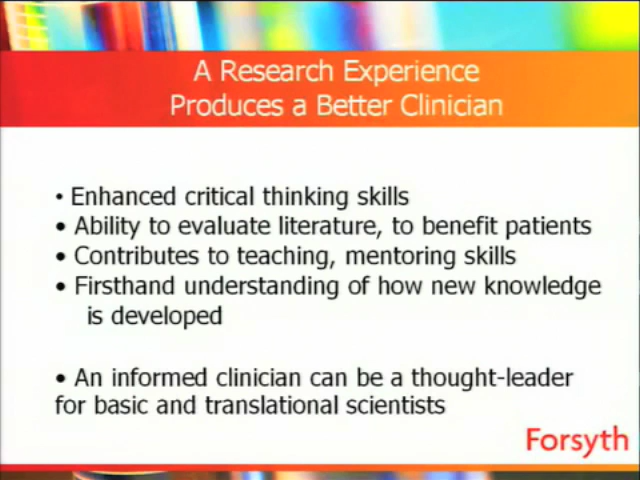 A Research Experience
Produces a Better Clinician
• Enhanced critical thinking skills
• Ability to evaluate literature, to benefit patients
• Contributes to teaching, mentoring skills
• Firsthand understanding of how new knowledge
is developed
• An informed clinician can be a thought-leader
for basic and translational scientists
Forsyth